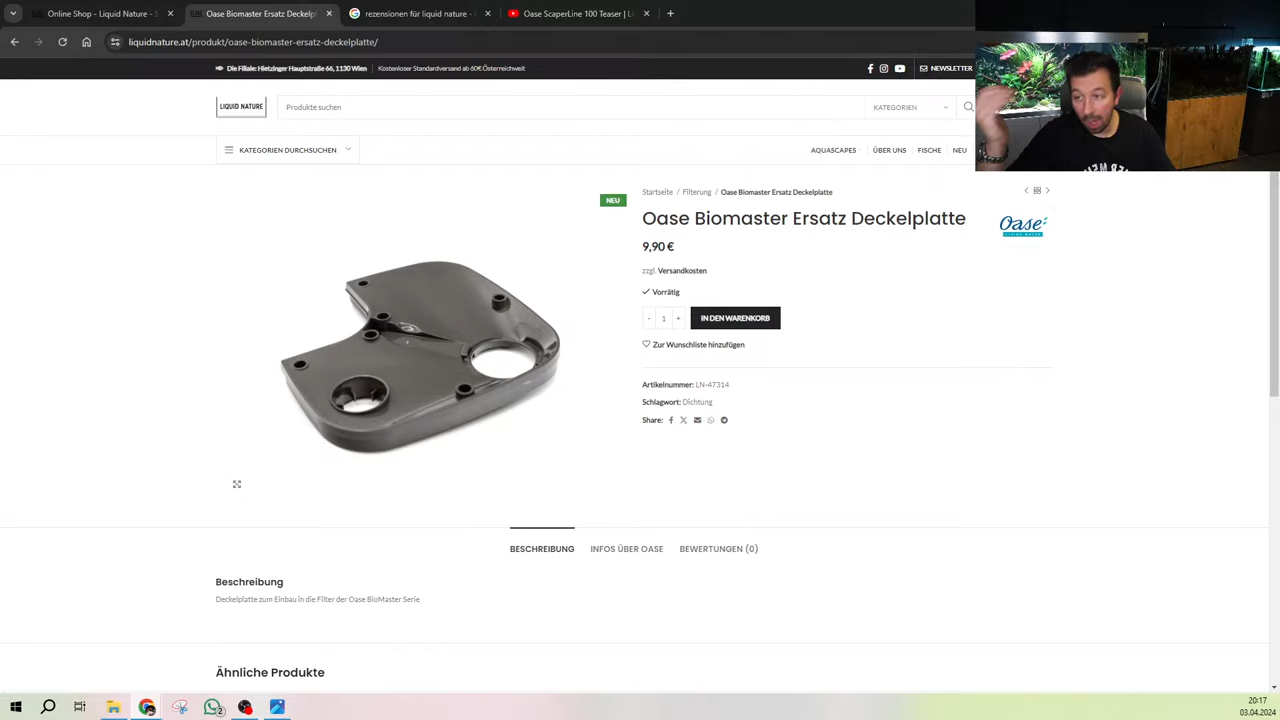 Online Shop - Liquid Nature - S
Oase Biomaster Ersatz Deckelpl
rezensionen für liquid nature -
Oase ScaperLine 100 Teaser | Li
liquidnature.at/produkt/oase-biomaster-ersatz-deckelplatte/
Die Filiale: Hietzinger Hauptstraße 66, 1130 Wien
Kostenloser Standardversand ab 60€ Österreichweit
NEWSLETTER
LIQUID NATURE
Produkte suchen
KATEGORIEN
KATEGORIEN DURCHSUCHEN
AQUASCAPES
ÜBER UNS
FISCHE
NEU
NEU
Startseite / Filterung / Oase Biomaster Ersatz Deckelplatte
Oase Biomaster Ersatz Deckelplatte
Oase
LIVING WATER
9,90 €
zzgl. Versandkosten
Vorrätig
- 1 +
IN DEN WARENKORB
Zur Wunschliste hinzufügen
Artikelnummer: LN-47314
Schlagwort: Dichtung
Share:
BESCHREIBUNG
INFOS ÜBER OASE
BEWERTUNGEN (0)
Beschreibung
Deckelplatte zum Einbau in die Filter der Oase BioMaster Serie
Ähnliche Produkte
2
20:17
03.04.2024